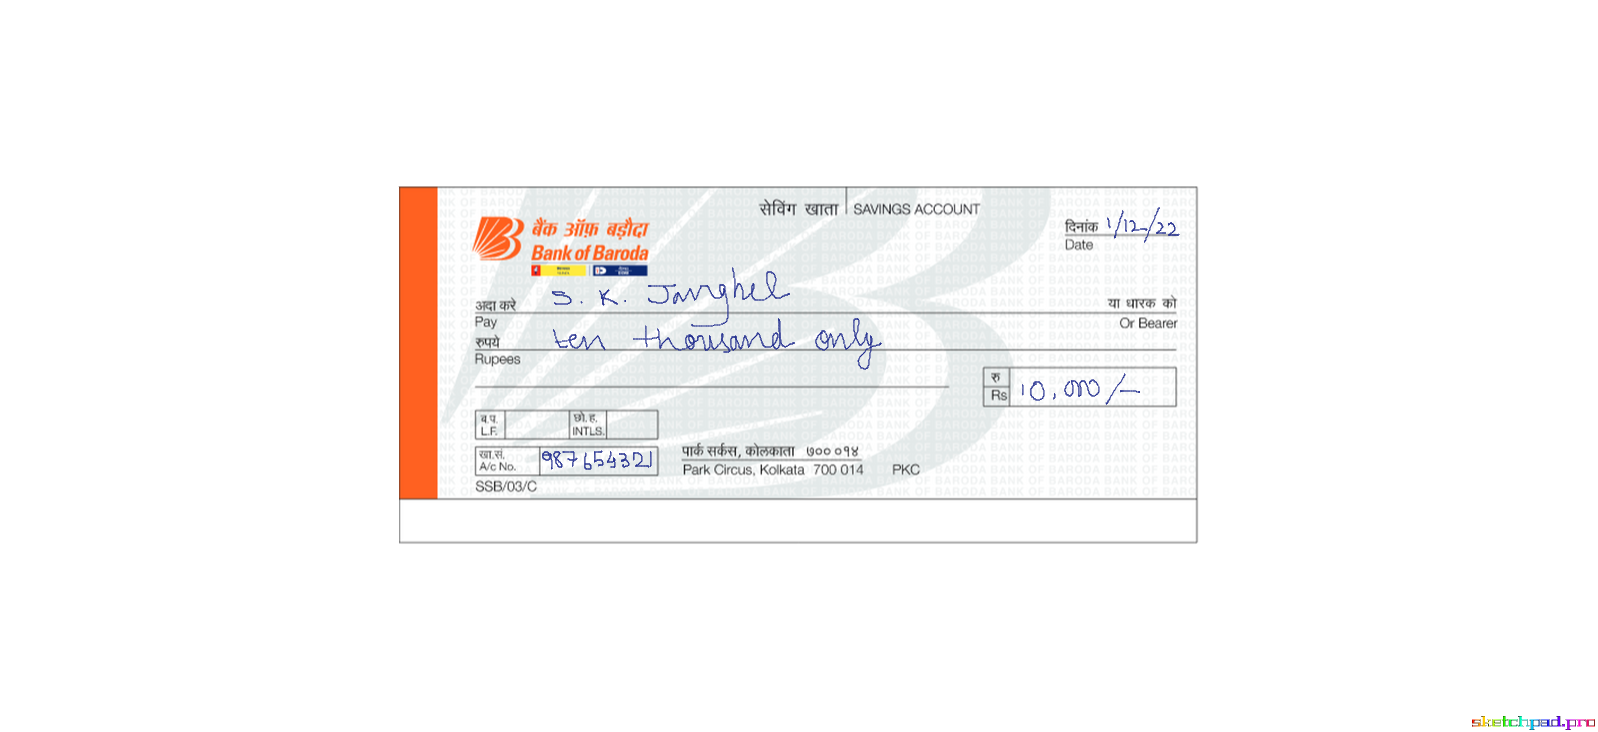 सेविंग खाता SAVINGS ACCOUNT
बैंक ऑफ़ बड़ौदा
Bank of Baroda
दिनांक 1/12/22
Date
अदा करे S. K. Janghel या धारक को
Pay Or Bearer
रुपये ten thousand only
Rupees
रु
Rs 10,000/-
ब.प. छो.ह.
L.F. INTLS.
खा.सं.
A/c No. 987654321
पार्क सर्कस, कोलकाता ७०० ०१४
Park Circus, Kolkata 700 014 PKC
SSB/03/C
sketchpad.pro